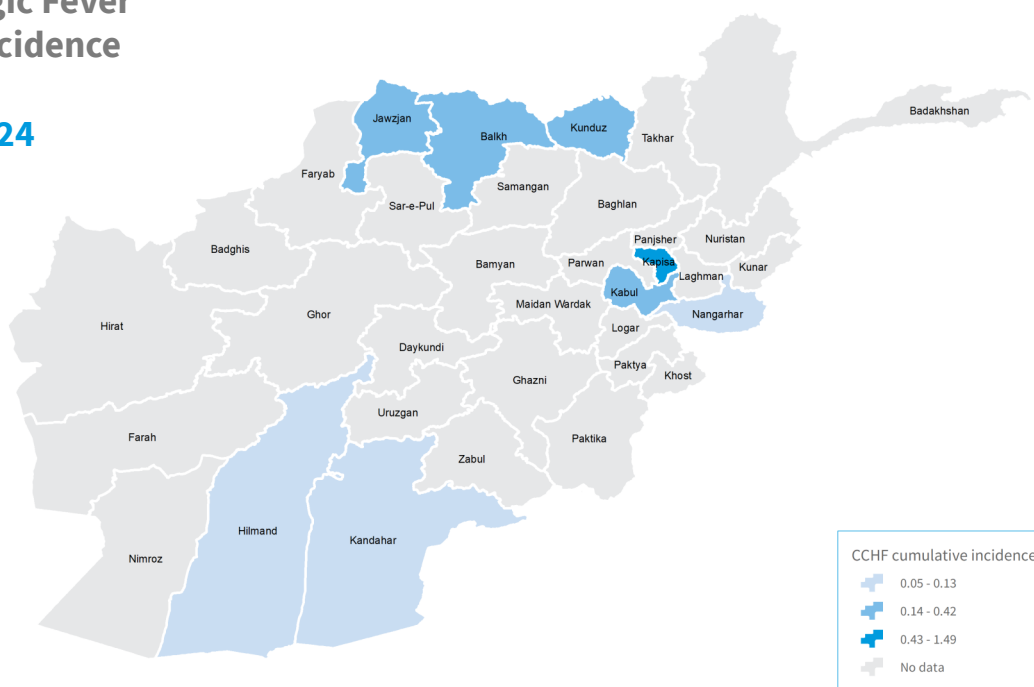 gic Fever
cidence
24
Badakhshan
Jawzjan
Balkh
Kunduz
Takhar
Faryab
Samangan
Sar-e-Pul
Baghlan
Badghis
Panjsher
Nuristan
Bamyan
Parwan
Kapisa
Kunar
Laghman
Kabul
Maidan Wardak
Hirat
Ghor
Nangarhar
Logar
Daykundi
Paktya
Khost
Ghazni
Uruzgan
Farah
Paktika
Zabul
Hilmand
Kandahar
Nimroz
CCHF cumulative incidence
0.05 - 0.13
0.14 - 0.42
0.43 - 1.49
No data